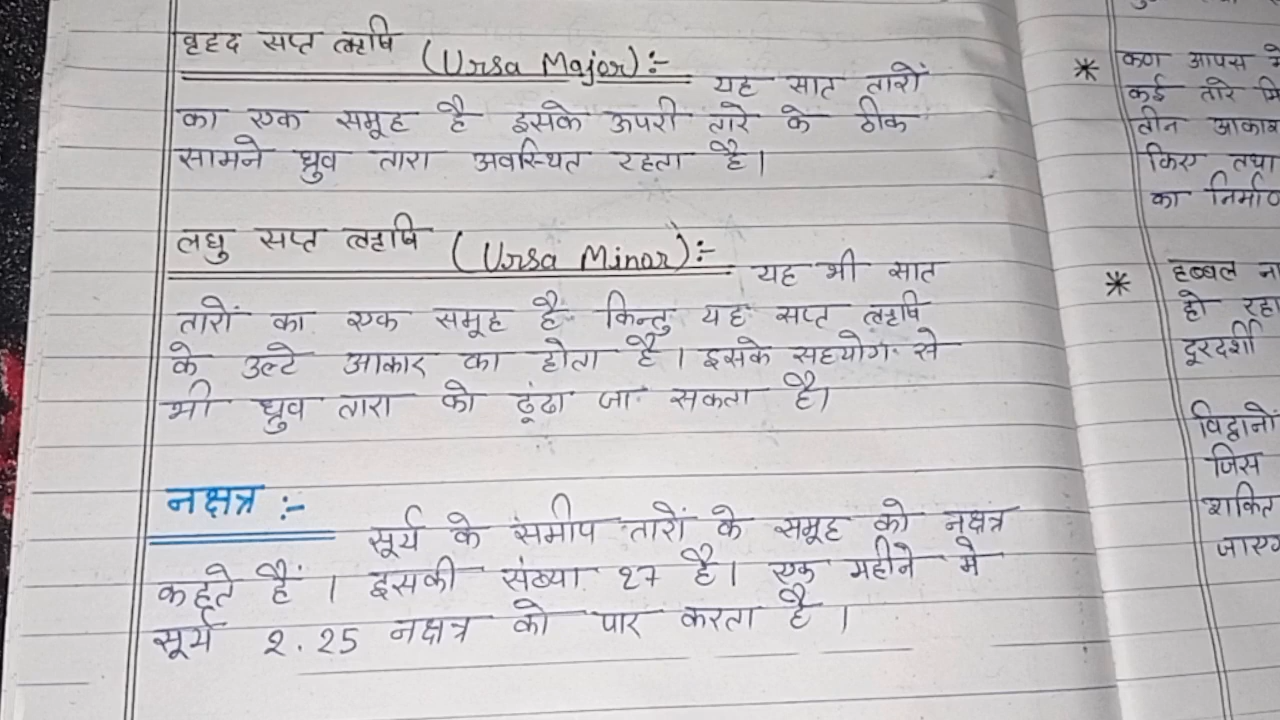 वृहद सप्त ऋषि (Ursa Major):-
यह सात तारों
का एक समूह है इसके ऊपरी तारे के ठीक
सामने ध्रुव तारा अवस्थित रहता है।
लघु सप्त ऋषि (Ursa Minor):-
यह भी सात
तारों का एक समूह है किन्तु यह सप्त ऋषि
के उल्टे आकार का होता है। इसके सहयोग से
भी ध्रुव तारा को ढूंढा जा सकता है।
नक्षत्र :-
सूर्य के समीप तारों के समूह को नक्षत्र
कहते हैं । इसकी संख्या 27 है। एक महीने मे
सूर्य 2.25 नक्षत्र को पार करता है ।
* कण आपस मे
कई तारे
तीन
किए तथा
का
* हब्बल
हो रहा
दूरदर्शी
विद्वानों
जिस